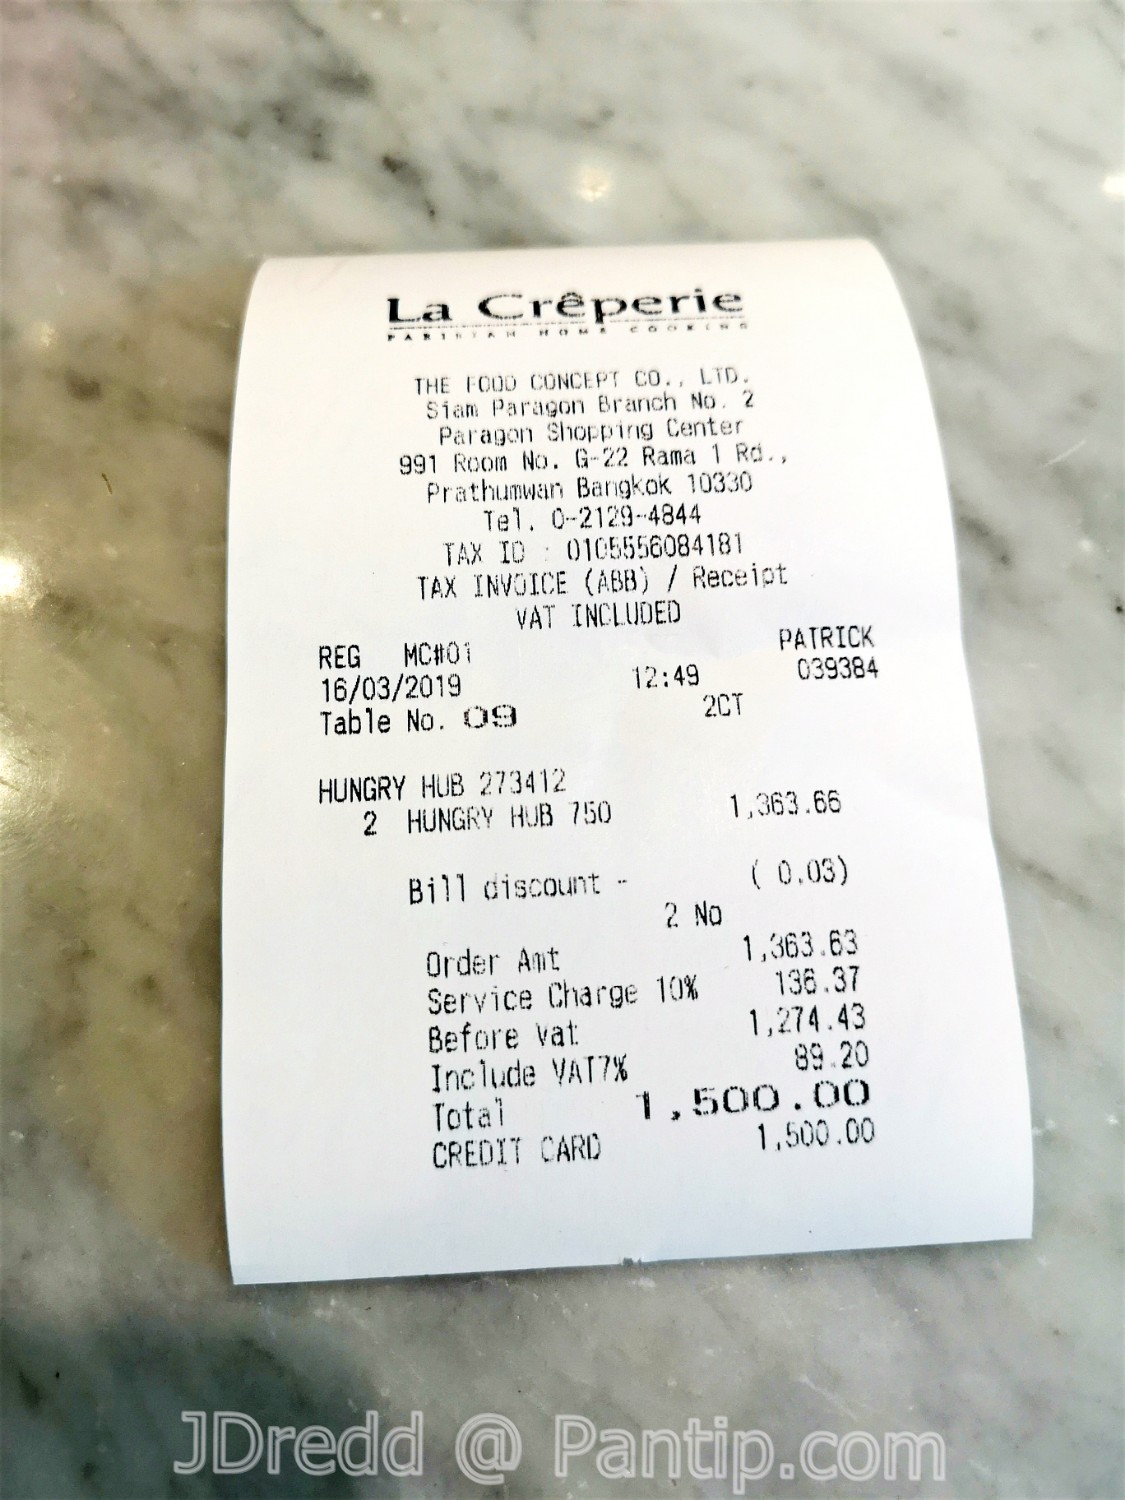 La Crêperie
PARISIAN HOME COOKING
THE FOOD CONCEPT CO., LTD.
Siam Paragon Branch No. 2
Paragon Shopping Center
991 Room No. G-22 Rama 1 Rd.,
Prathumwan Bangkok 10330
Tel. 0-2129-4844
TAX ID : 0105556084181
TAX INVOICE (ABB) / Receipt
VAT INCLUDED
REG MC#01 PATRICK
16/03/2019 12:49 039384
Table No. 09 2CT
HUNGRY HUB 273412
2 HUNGRY HUB 750 1,363.66
Bill discount - ( 0.03)
2 No
Order Amt 1,363.63
Service Charge 10% 136.37
Before Vat 1,274.43
Include VAT7% 89.20
Total 1,500.00
CREDIT CARD 1,500.00
JDredd @ Pantip.com